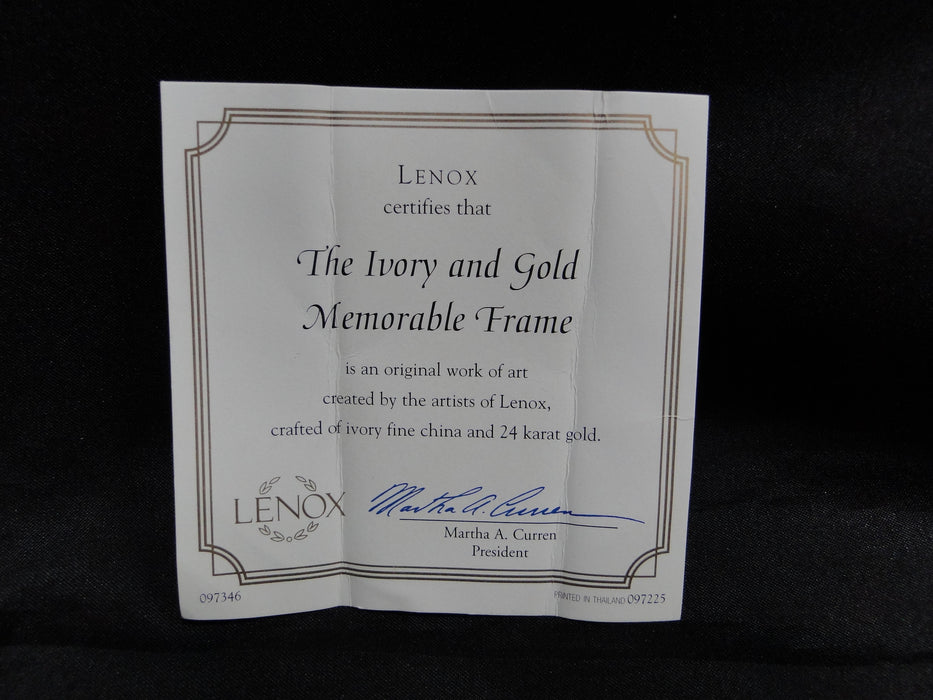 LENOX
certifies that
The Ivory and Gold
Memorable Frame
is an original work of art
created by the artists of Lenox,
crafted of ivory fine china and 24 karat gold.
LENOX
Martha A. Curren
Martha A. Curren
President
097346
PRINTED IN THAILAND 097225